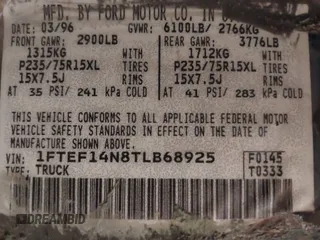 MFD. BY FORD MOTOR CO. IN
DATE: 03/96 GVWR: 6100LB/ 2766KG
FRONT GAWR: 2900LB REAR GAWR: 3776LB
1315KG WITH 1712KG WITH
P235/75R15XL TIRES P235/75R15XL TIRES
15X7.5J RIMS 15X7.5J RIMS
AT 35 PSI/ 241 kPa COLD AT 41 PSI/ 283 kPa COLD
THIS VEHICLE CONFORMS TO ALL APPLICABLE FEDERAL MOTOR
VEHICLE SAFETY STANDARDS IN EFFECT ON THE DATE OF
MANUFACTURE SHOWN ABOVE.
VIN: 1FTEF14N8TLB68925 F0145
TYPE: TRUCK T0333
DREAMBID